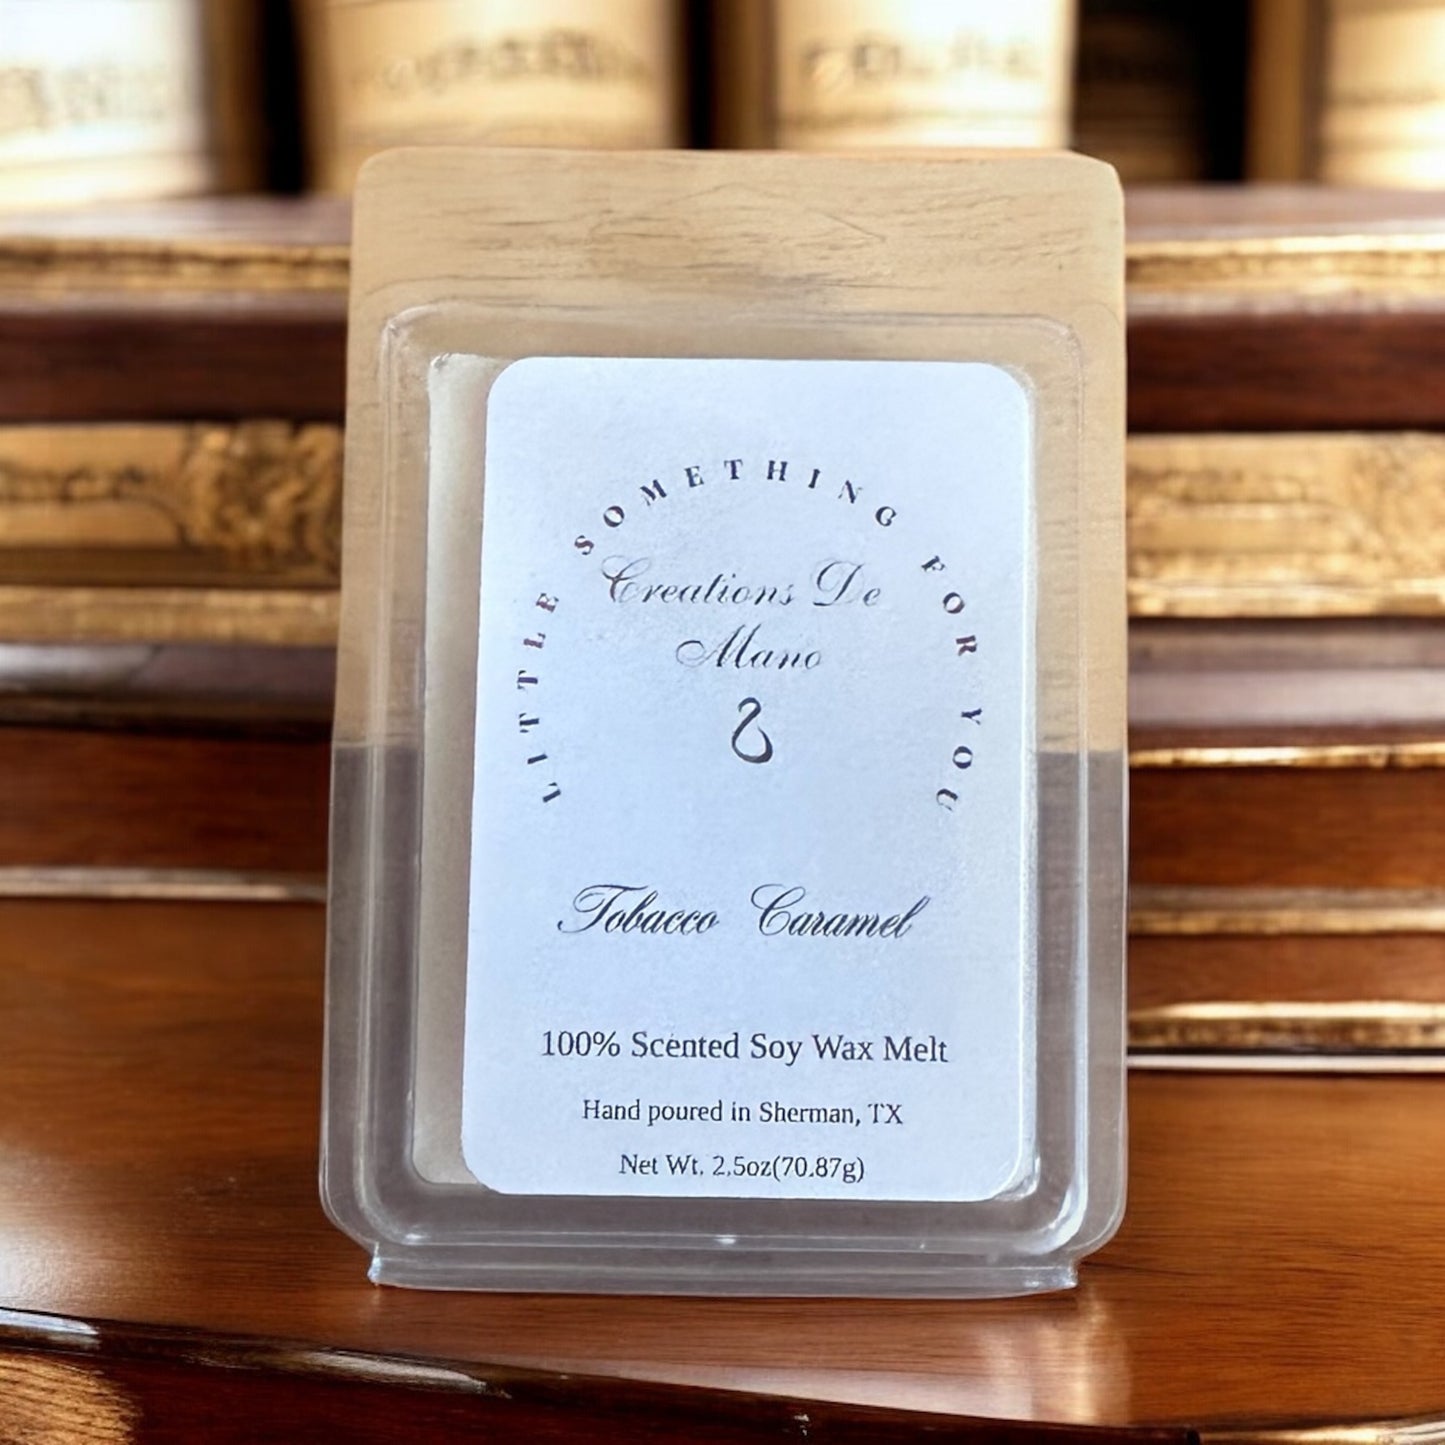 LITTLE SOMETHING FOR YOU
Creations De
Mano
Tobacco Caramel
100% Scented Soy Wax Melt
Hand poured in Sherman, TX
Net Wt. 2.5oz(70.87g)